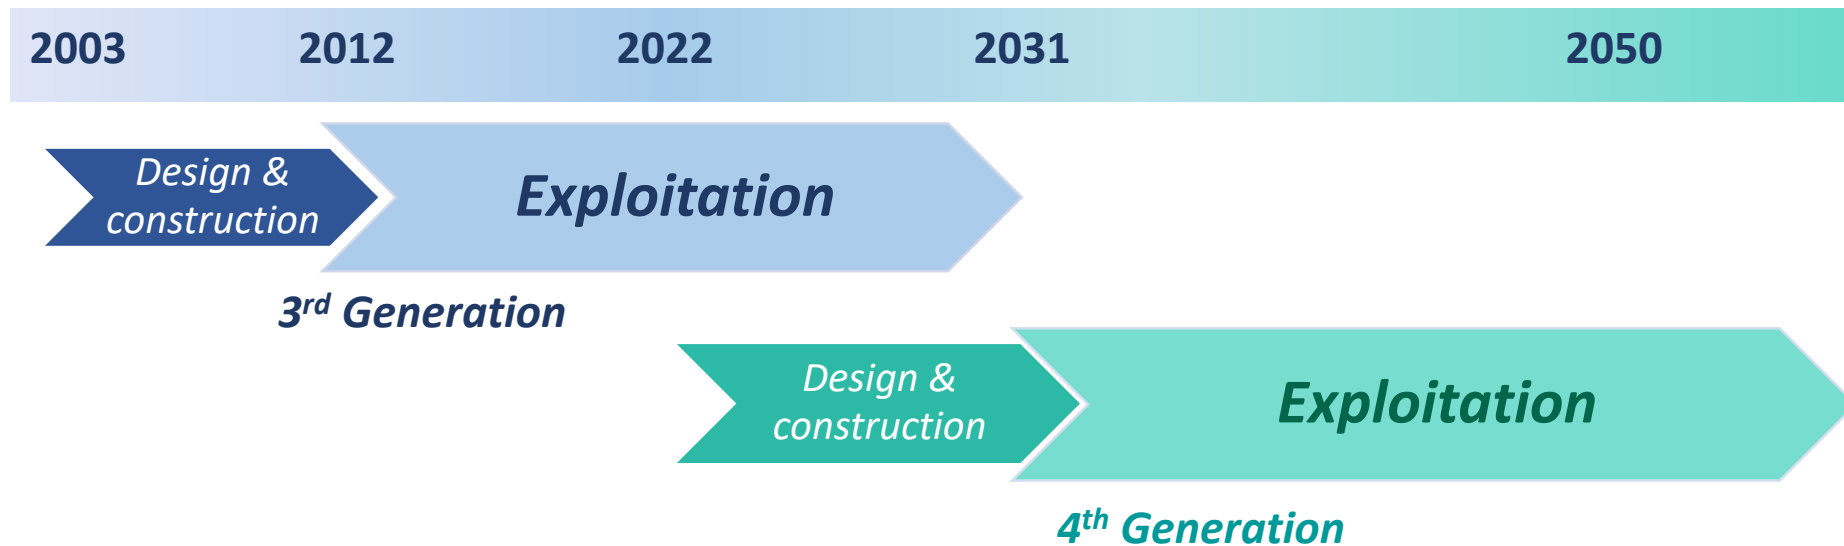 2003 2012 2022 2031 2050
Design &
construction
Exploitation
3rd Generation
Design &
construction
Exploitation
4th Generation